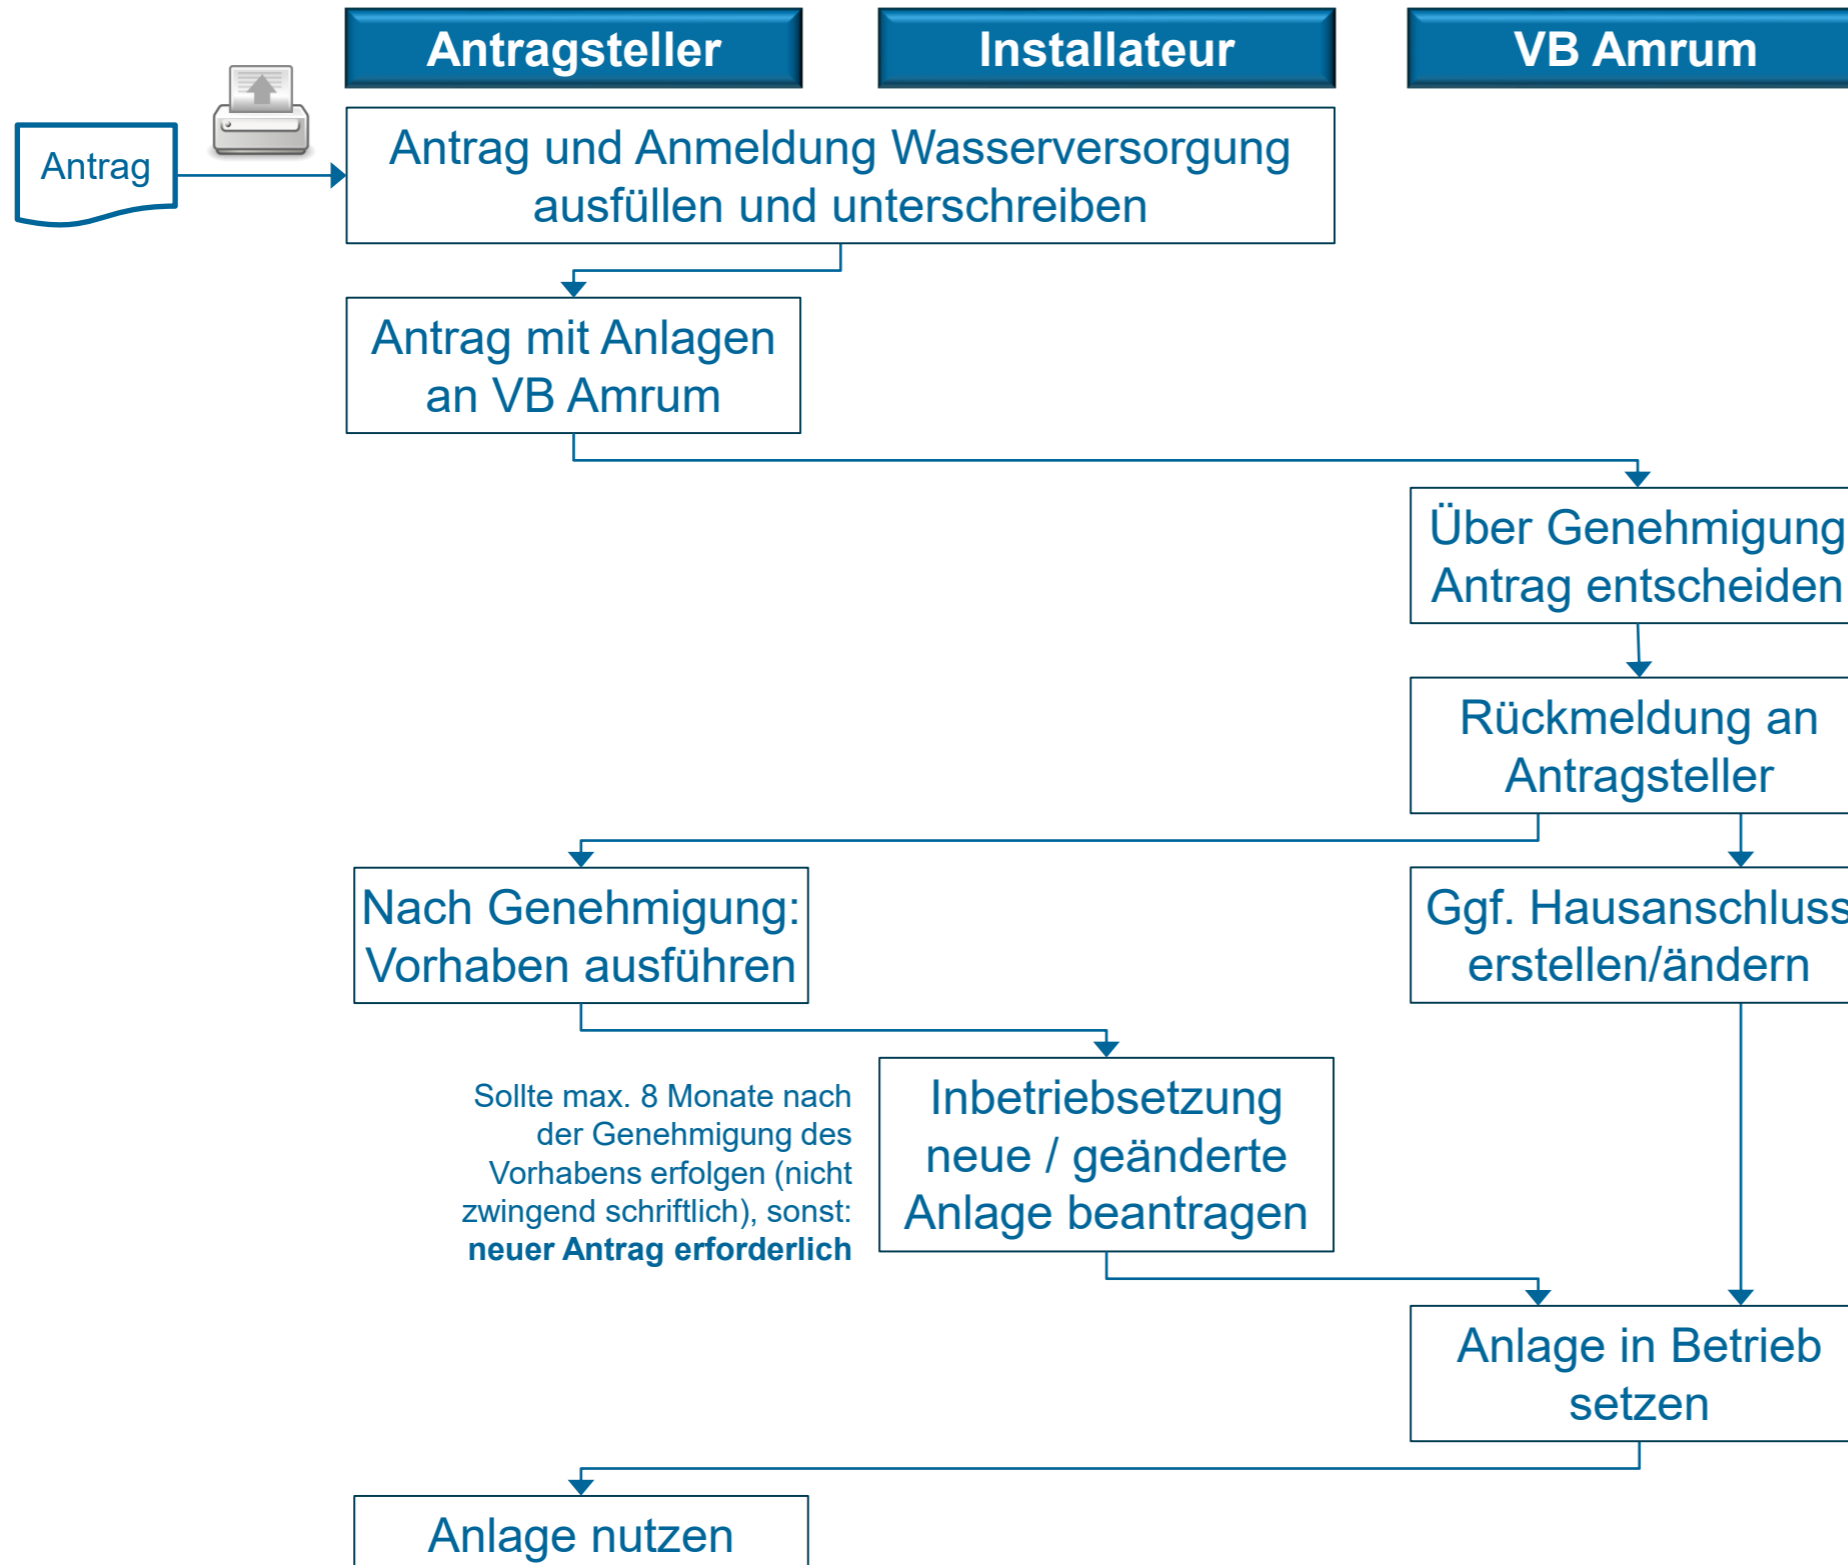 Antragsteller
Installateur
VB Amrum
Antrag
Antrag und Anmeldung Wasserversorgung
ausfüllen und unterschreiben
Antrag mit Anlagen
an VB Amrum
Über Genehmigung
Antrag entscheiden
Rückmeldung an
Antragsteller
Nach Genehmigung:
Vorhaben ausführen
Ggf. Hausanschluss
erstellen/ändern
Sollte max. 8 Monate nach
der Genehmigung des
Vorhabens erfolgen (nicht
zwingend schriftlich), sonst:
neuer Antrag erforderlich
Inbetriebsetzung
neue / geänderte
Anlage beantragen
Anlage in Betrieb
setzen
Anlage nutzen